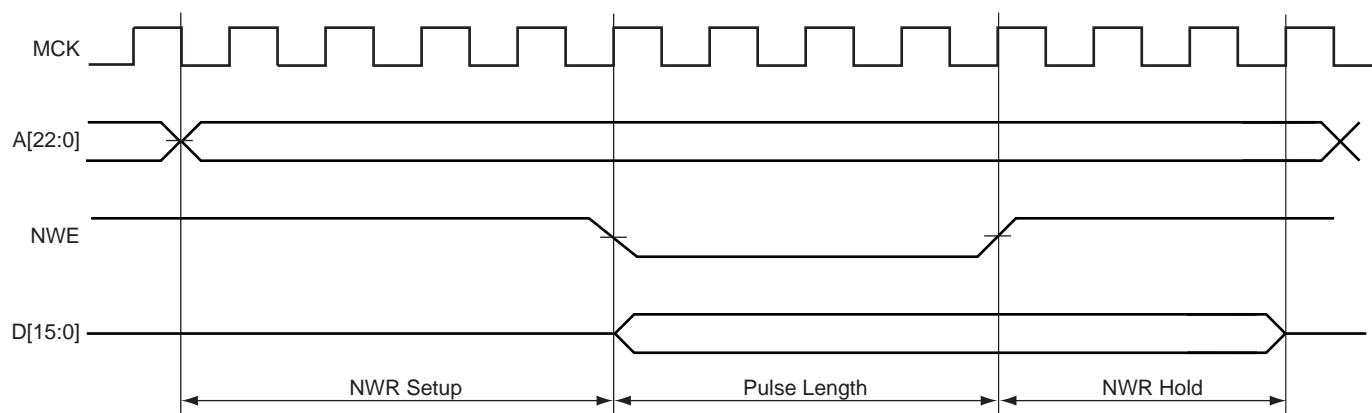 MCK
A[22:0]
NWE
D[15:0]
NWR Setup
Pulse Length
NWR Hold